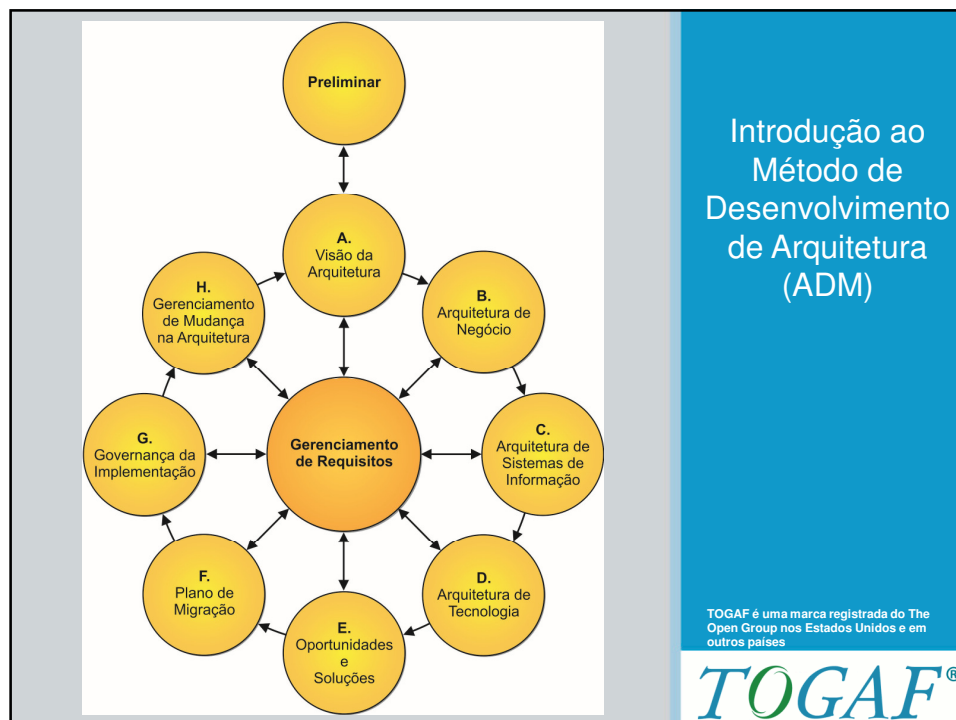 Preliminar
A.
Visão da
Arquitetura
B.
Arquitetura de
Negócio
C.
Arquitetura de
Sistemas de
Informação
D.
Arquitetura de
Tecnologia
E.
Oportunidades
e
Soluções
F.
Plano de
Migração
G.
Governança da
Implementação
H.
Gerenciamento
de Mudança
na Arquitetura
Gerenciamento
de Requisitos
Introdução ao
Método de
Desenvolvimento
de Arquitetura
(ADM)
TOGAF é uma marca registrada do The
Open Group nos Estados Unidos e em
outros países
TOGAF®